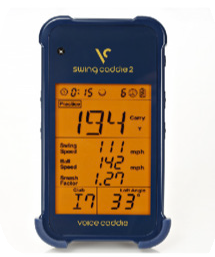 swing caddie 2
0:15 6
Practice
194 Carry
Y
Swing
Speed 111 mph
Ball
Speed 142 mph
Smash
Factor 1.27
Club Loft Angle
I7 33°
voice caddie